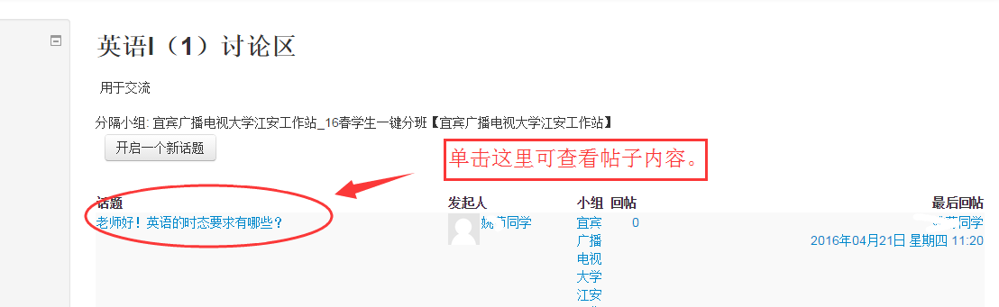 英语I（1）讨论区
用于交流
分隔小组: 宜宾广播电视大学江安工作站_16春学生一键分班【宜宾广播电视大学江安工作站】
开启一个新话题
单击这里可查看帖子内容。
话题 发起人 小组 回帖 最后回帖
老师好！英语的时态要求有哪些？ 同学 宜宾 0 同学
广播 2016年04月21日 星期四 11:20
电视
大学
江安